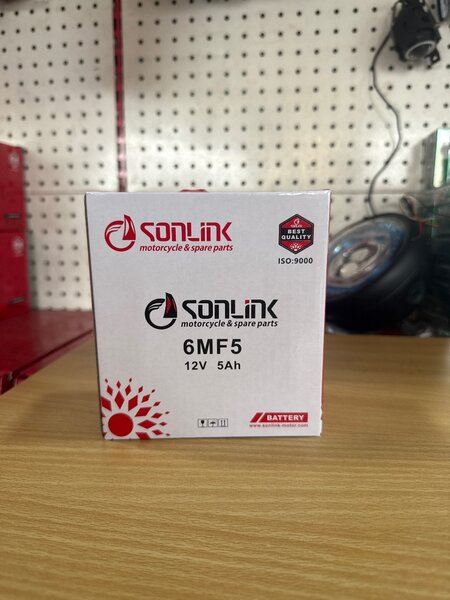 SONLINK
motorcycle & spare parts
BEST
QUALITY
ISO:9000
SONLINK
motorcycle & spare parts
6MF5
12V 5Ah
BATTERY
www.sonlink-motor.com